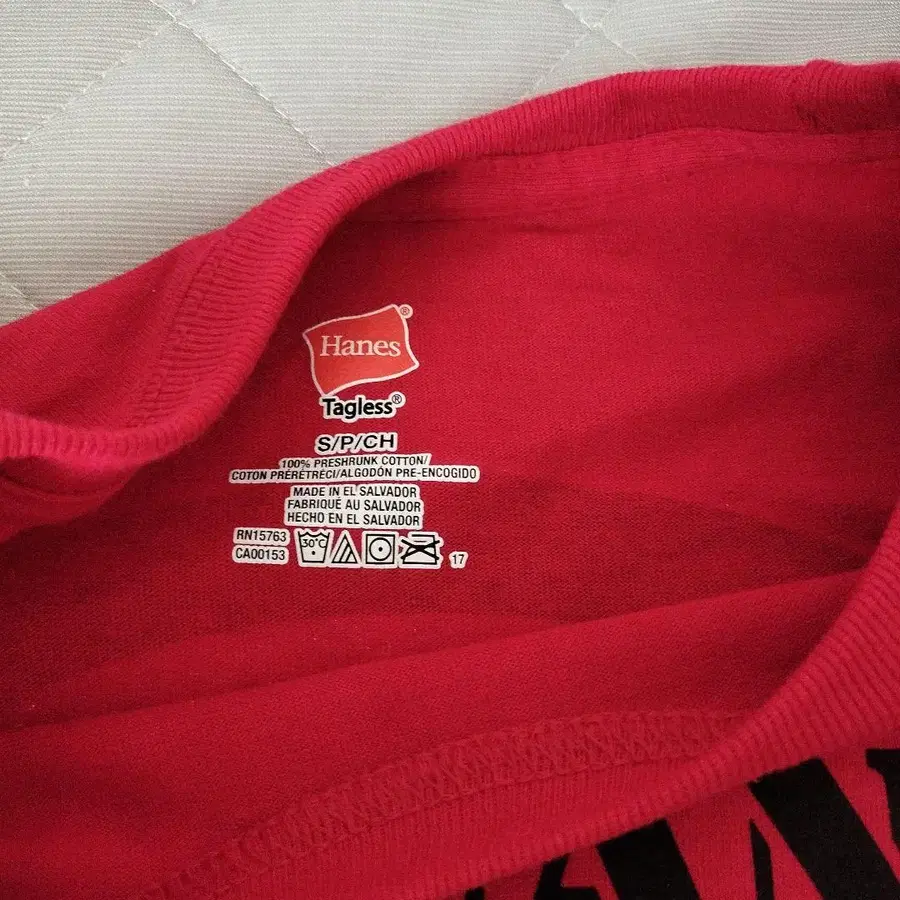 Hanes®
Tagless®
S/P/CH
100% PRESHRUNK COTTON/
COTON PRÉRÉTRÉCI/ALGODÓN PRE-ENCOGIDO
MADE IN EL SALVADOR
FABRIQUÉ AU SALVADOR
HECHO EN EL SALVADOR
RN15763
CA00153
30°C
17